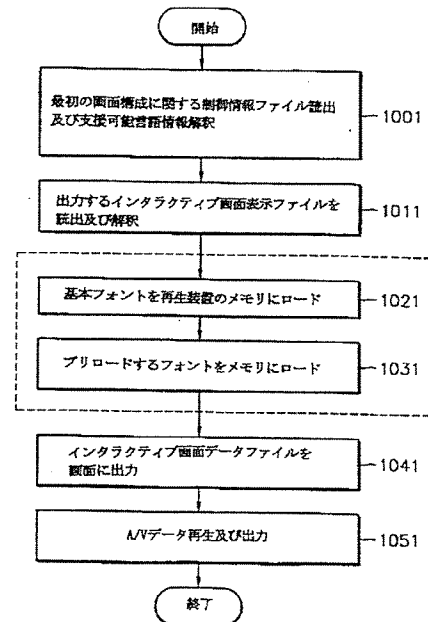 開始
最初の画面構成に関する制御情報ファイル読出
及び支援可能言語情報解釈
1001
出力するインタラクティブ画面表示ファイルを
読出及び解釈
1011
基本フォントを再生装置のメモリにロード
1021
プリロードするフォントをメモリにロード
1031
インタラクティブ画面データファイルを
画面に出力
1041
A/Vデータ再生及び出力
1051
終了